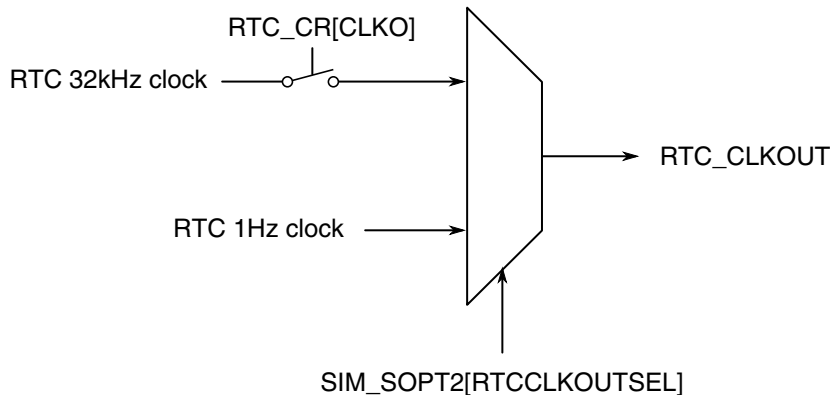 RTC_CR[CLKO]
RTC 32kHz clock
RTC_CLKOUT
RTC 1Hz clock
SIM_SOPT2[RTCCLKOUTSEL]